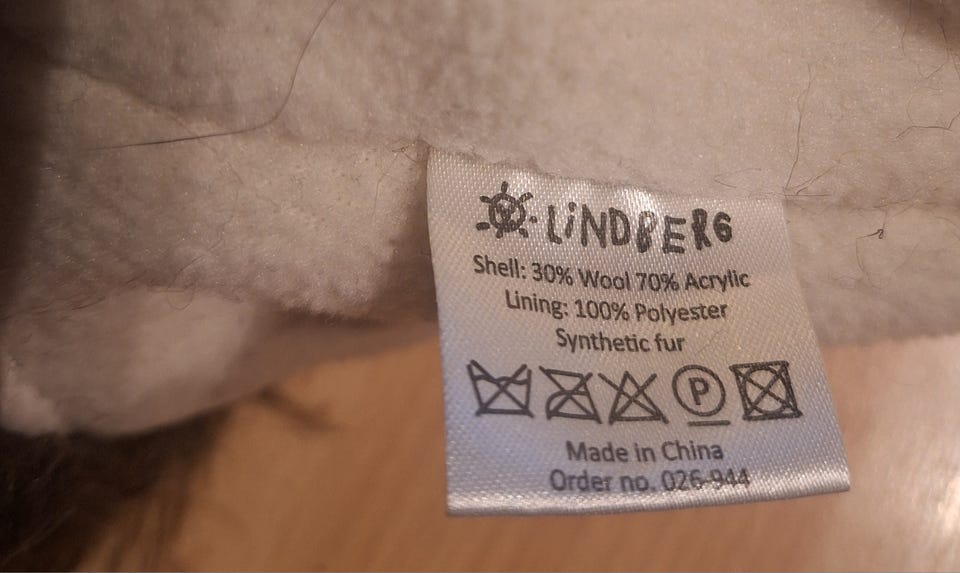 LiNDBERG
Shell: 30% Wool 70% Acrylic
Lining: 100% Polyester
Synthetic fur
P
Made in China
Order no. 026-944